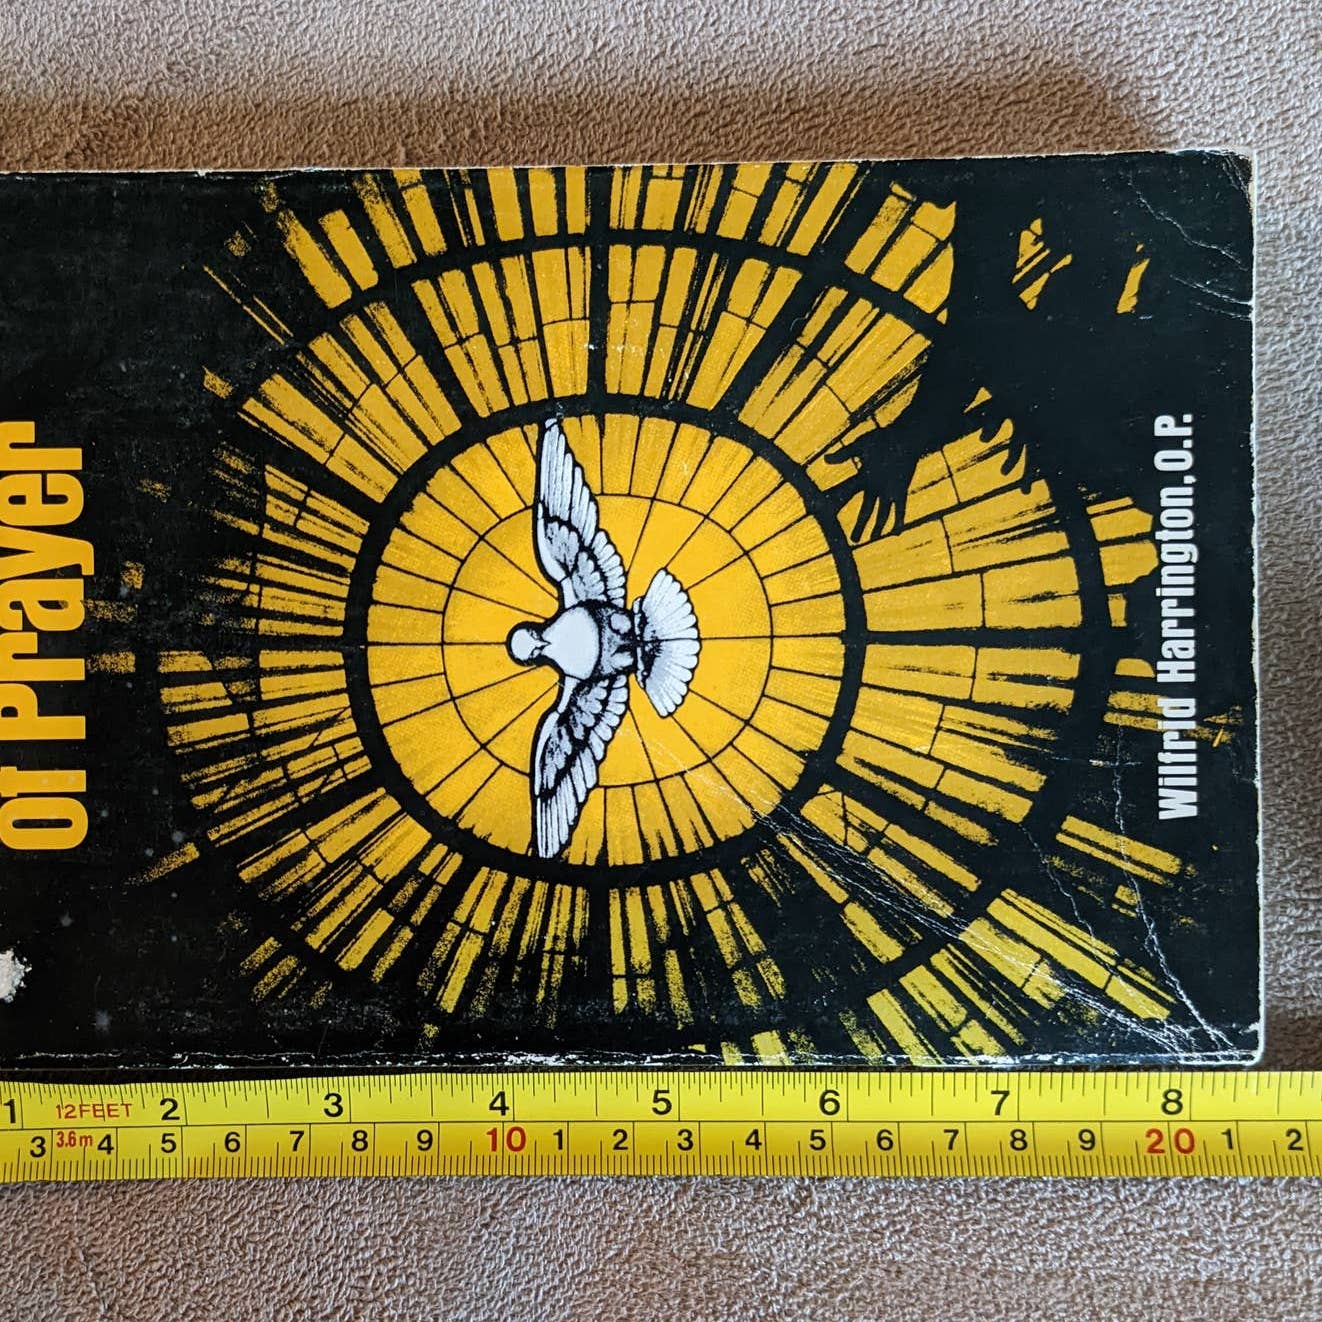 of Prayer
Wilfrid Harrington, O.P.
1 12FEET 2 3 4 5 6 7 8
3 3.6m 4 5 6 7 8 9 10 1 2 3 4 5 6 7 8 9 20 1 2